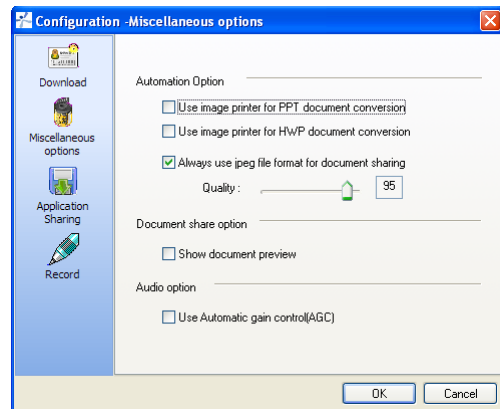 Configuration -Miscellaneous options
Download
Miscellaneous
options
Application
Sharing
Record
Automation Option
Use image printer for PPT document conversion
Use image printer for HWP document conversion
Always use jpeg file format for document sharing
Quality : 95
Document share option
Show document preview
Audio option
Use Automatic gain control(AGC)
OK Cancel